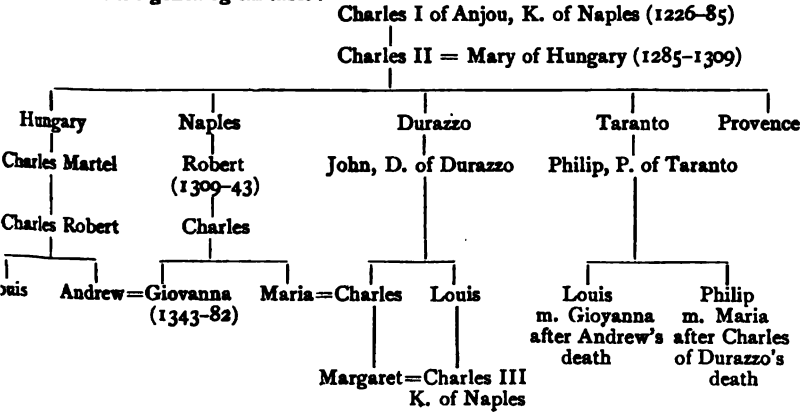 Charles I of Anjou, K. of Naples (1226–85)
Charles II = Mary of Hungary (1285–1309)
Hungary Naples Durazzo Taranto Provence
Charles Martel Robert John, D. of Durazzo Philip, P. of Taranto
(1309–43)
Charles Robert Charles
Andrew=Giovanna Maria=Charles Louis Louis Philip
(1343–82) m. Gioyanna m. Maria
after Andrew's after Charles
death of Durazzo's
death
Margaret=Charles III
K. of Naples